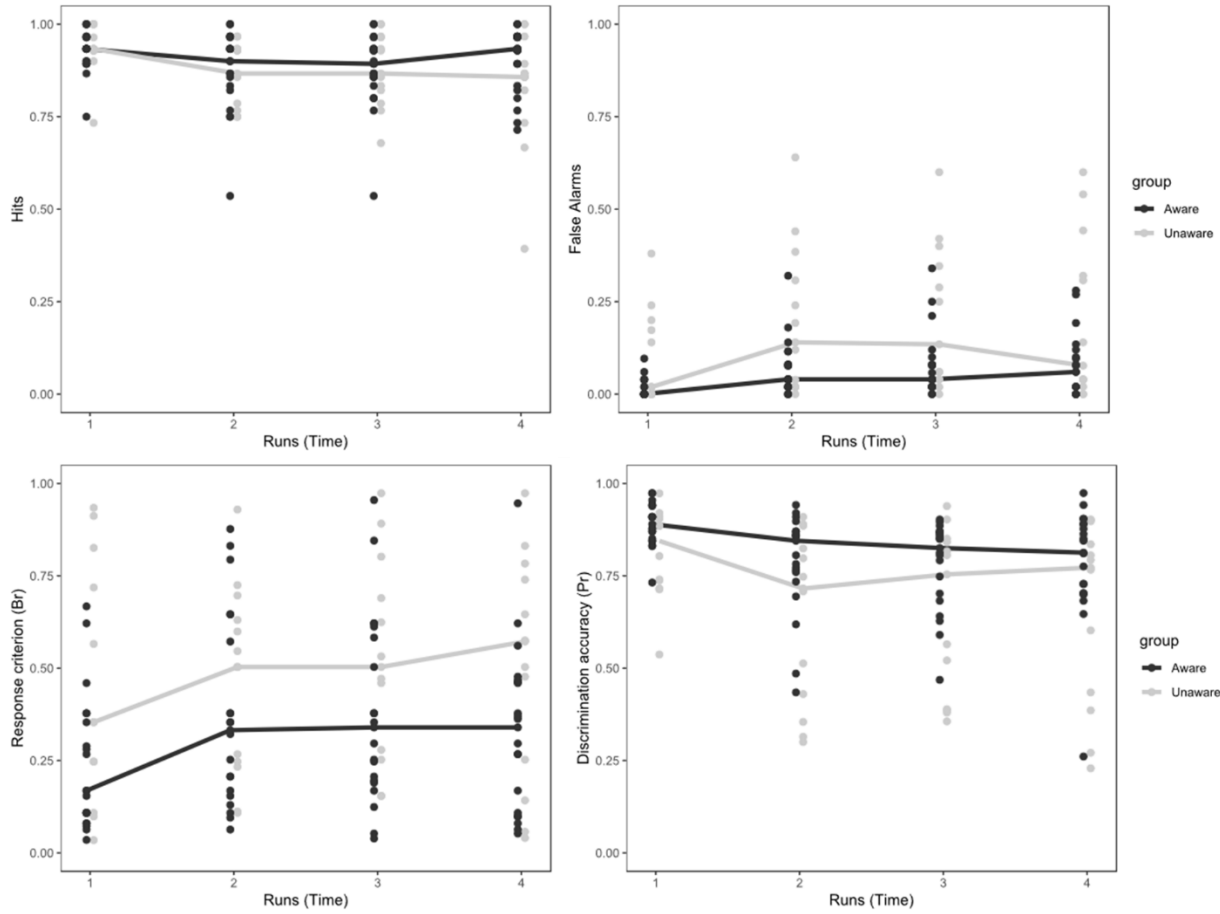 Hits
1.00
0.75
0.50
0.25
0.00
1 2 3 4
Runs (Time)
False Alarms
1.00
0.75
0.50
0.25
0.00
1 2 3 4
Runs (Time)
group
Aware
Unaware
Response criterion (Br)
1.00
0.75
0.50
0.25
0.00
1 2 3 4
Runs (Time)
Discrimination accuracy (Pr)
1.00
0.75
0.50
0.25
0.00
1 2 3 4
Runs (Time)
group
Aware
Unaware